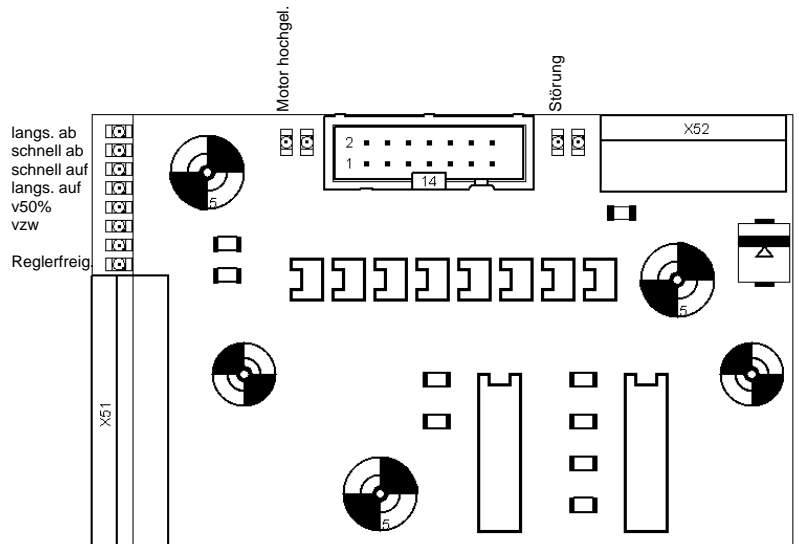 Motor hochgel.
Störung
langs. ab
schnell ab
schnell auf
langs. auf
v50%
vzw
Reglerfreig.
2
1
14
X52
5
5
X51
5